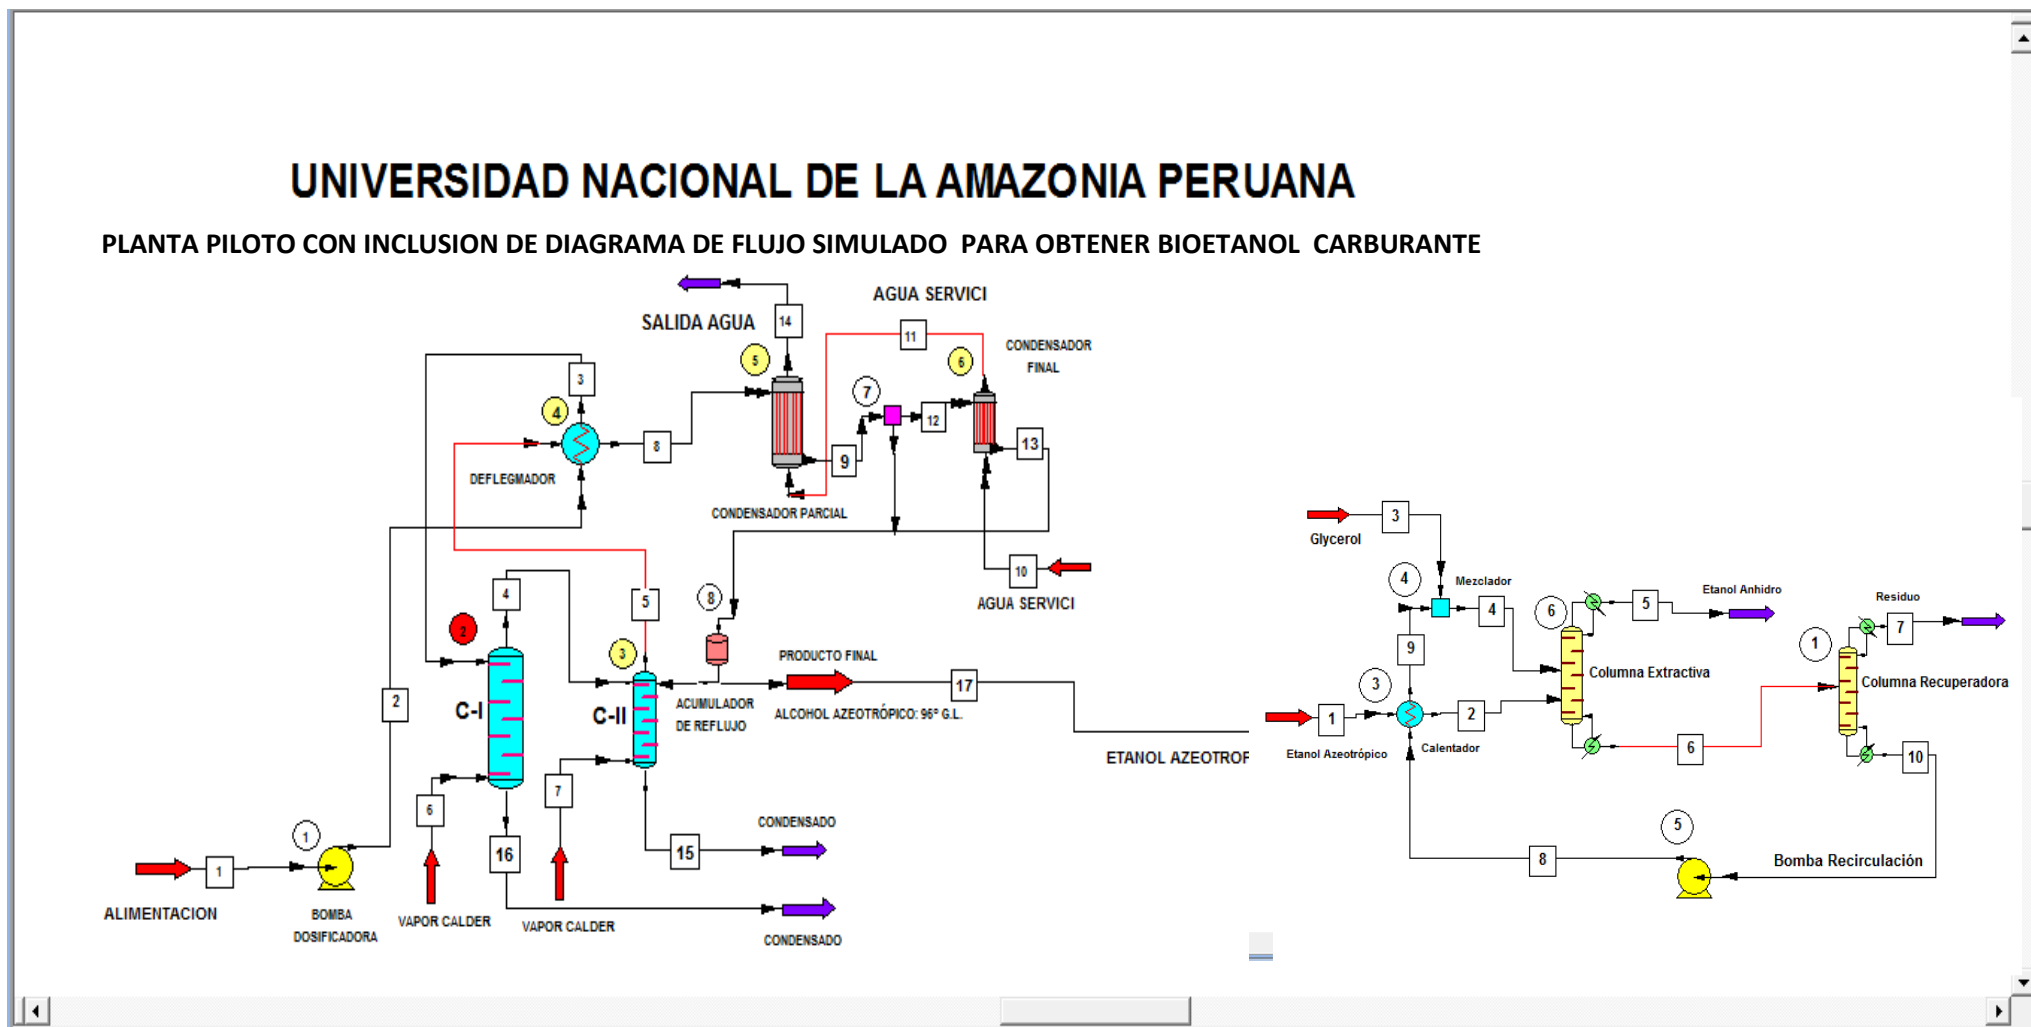 UNIVERSIDAD NACIONAL DE LA AMAZONIA PERUANA
PLANTA PILOTO CON INCLUSION DE DIAGRAMA DE FLUJO SIMULADO PARA OBTENER BIOETANOL CARBURANTE
AGUA SERVICI
SALIDA AGUA
14
11
CONDENSADOR
FINAL
5
6
3
7
4
12
8
13
9
DEFLEGMADOR
CONDENSADOR PARCIAL
10
AGUA SERVICI
4
5
8
2
3
PRODUCTO FINAL
17
2
C-I
C-II
ACUMULADOR
DE REFLUJO
ALCOHOL AZEOTRÓPICO: 96º G.L.
ETANOL AZEOTROF
6
7
CONDENSADO
1
16
15
1
ALIMENTACION
BOMBA
DOSIFICADORA
VAPOR CALDER
VAPOR CALDER
CONDENSADO
3
Glycerol
4
Mezclador
4
6
5
Etanol Anhidro
Residuo
7
1
9
Columna Extractiva
Columna Recuperadora
3
1
2
Etanol Azeotrópico
Calentador
6
10
5
8
Bomba Recirculación